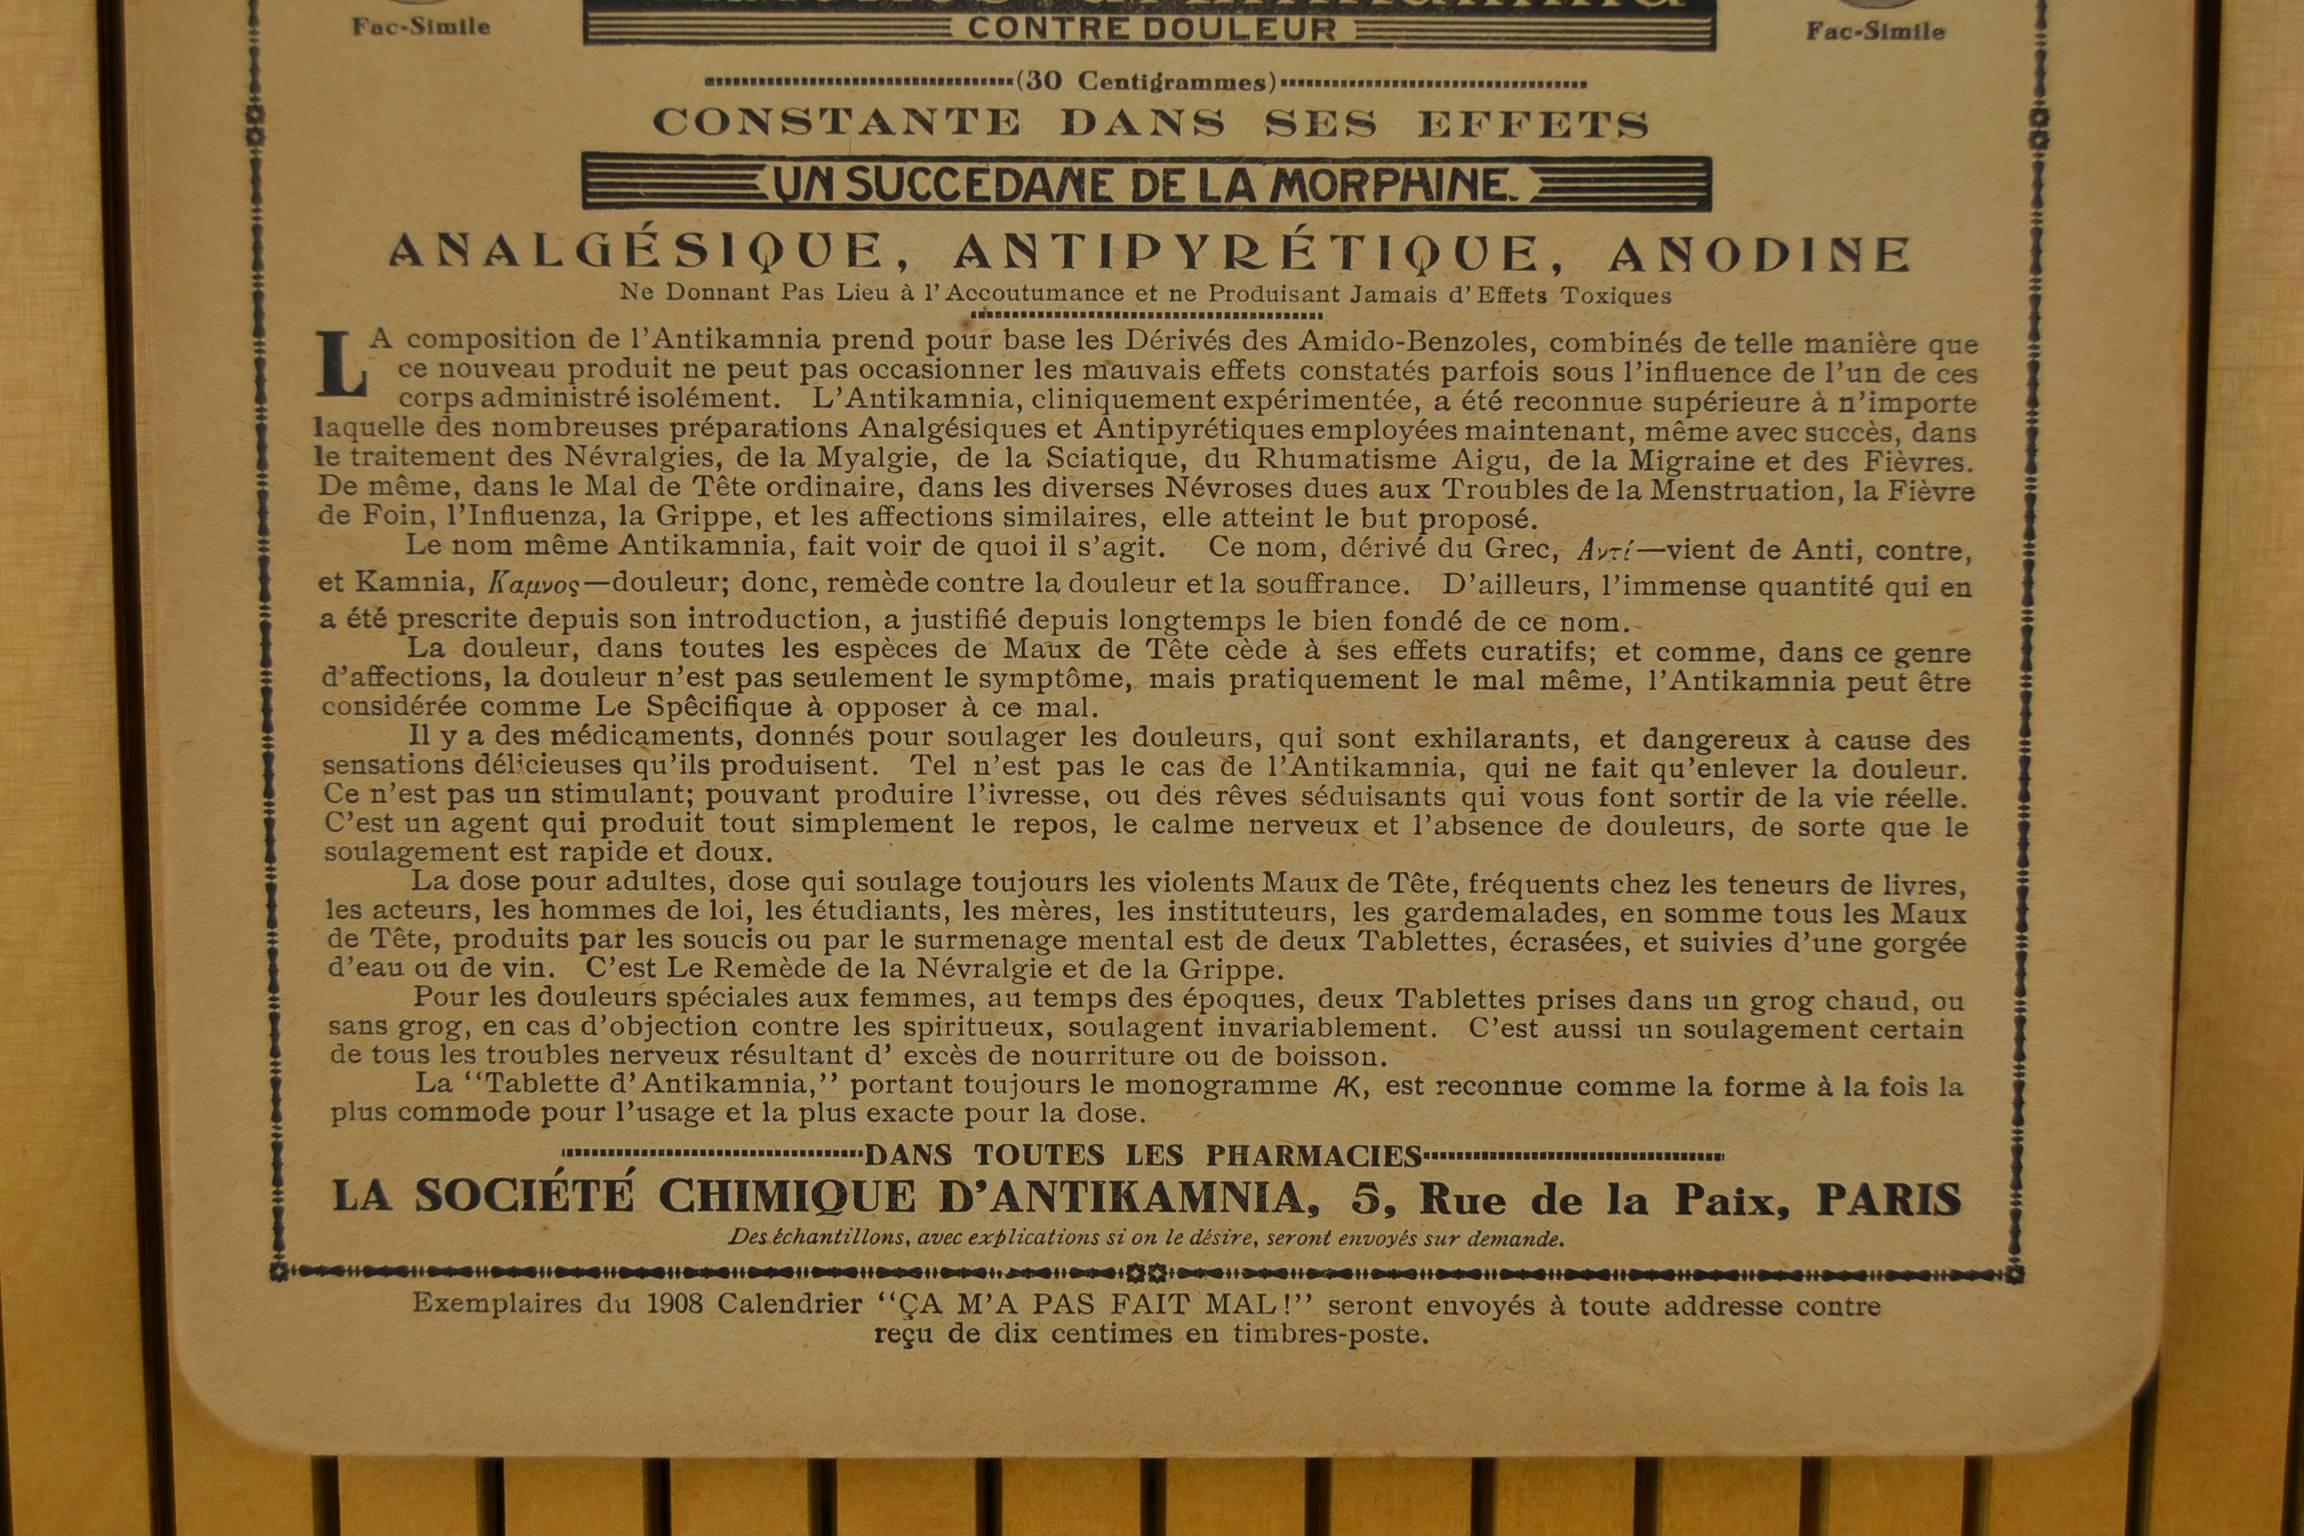 Fac-Simile
Fac-Simile
CONTRE DOULEUR
(30 Centigrammes)
CONSTANTE DANS SES EFFETS
UN SUCCEDANE DE LA MORPHINE.
ANALGÉSIQUE, ANTIPYRÉTIQUE, ANODINE
Ne Donnant Pas Lieu à l'Accoutumance et ne Produisant Jamais d'Effets Toxiques
LA composition de l'Antikamnia prend pour base les Dérivés des Amido-Benzoles, combinés de telle manière que
ce nouveau produit ne peut pas occasionner les mauvais effets constatés parfois sous l'influence de l'un de ces
corps administré isolément. L'Antikamnia, cliniquement expérimentée, a été reconnue supérieure à n'importe
laquelle des nombreuses préparations Analgésiques et Antipyrétiques employées maintenant, même avec succès, dans
le traitement des Névralgies, de la Myalgie, de la Sciatique, du Rhumatisme Aigu, de la Migraine et des Fièvres.
De même, dans le Mal de Tête ordinaire, dans les diverses Névroses dues aux Troubles de la Menstruation, la Fièvre
de Foin, l'Influenza, la Grippe, et les affections similaires, elle atteint le but proposé.
Le nom même Antikamnia, fait voir de quoi il s'agit. Ce nom, dérivé du Grec, Αντί—vient de Anti, contre,
et Kamnia, Καμνος—douleur; donc, remède contre la douleur et la souffrance. D'ailleurs, l'immense quantité qui en
a été prescrite depuis son introduction, a justifié depuis longtemps le bien fondé de ce nom.
La douleur, dans toutes les espèces de Maux de Tête cède à ses effets curatifs; et comme, dans ce genre
d'affections, la douleur n'est pas seulement le symptôme, mais pratiquement le mal même, l'Antikamnia peut être
considérée comme Le Spêcifique à opposer à ce mal.
Il y a des médicaments, donnés pour soulager les douleurs, qui sont exhilarants, et dangereux à cause des
sensations délicieuses qu'ils produisent. Tel n'est pas le cas de l'Antikamnia, qui ne fait qu'enlever la douleur.
Ce n'est pas un stimulant; pouvant produire l'ivresse, ou des rêves séduisants qui vous font sortir de la vie réelle.
C'est un agent qui produit tout simplement le repos, le calme nerveux et l'absence de douleurs, de sorte que le
soulagement est rapide et doux.
La dose pour adultes, dose qui soulage toujours les violents Maux de Tête, fréquents chez les teneurs de livres,
les acteurs, les hommes de loi, les étudiants, les mères, les instituteurs, les gardemalades, en somme tous les Maux
de Tête, produits par les soucis ou par le surmenage mental est de deux Tablettes, écrasées, et suivies d'une gorgée
d'eau ou de vin. C'est Le Remède de la Névralgie et de la Grippe.
Pour les douleurs spéciales aux femmes, au temps des époques, deux Tablettes prises dans un grog chaud, ou
sans grog, en cas d'objection contre les spiritueux, soulagent invariablement. C'est aussi un soulagement certain
de tous les troubles nerveux résultant d' excès de nourriture ou de boisson.
La "Tablette d'Antikamnia," portant toujours le monogramme AK, est reconnue comme la forme à la fois la
plus commode pour l'usage et la plus exacte pour la dose.
DANS TOUTES LES PHARMACIES
LA SOCIÉTÉ CHIMIQUE D'ANTIKAMNIA, 5, Rue de la Paix, PARIS
Des échantillons, avec explications si on le désire, seront envoyés sur demande.
Exemplaires du 1908 Calendrier "ÇA M'A PAS FAIT MAL!" seront envoyés à toute addresse contre
reçu de dix centimes en timbres-poste.